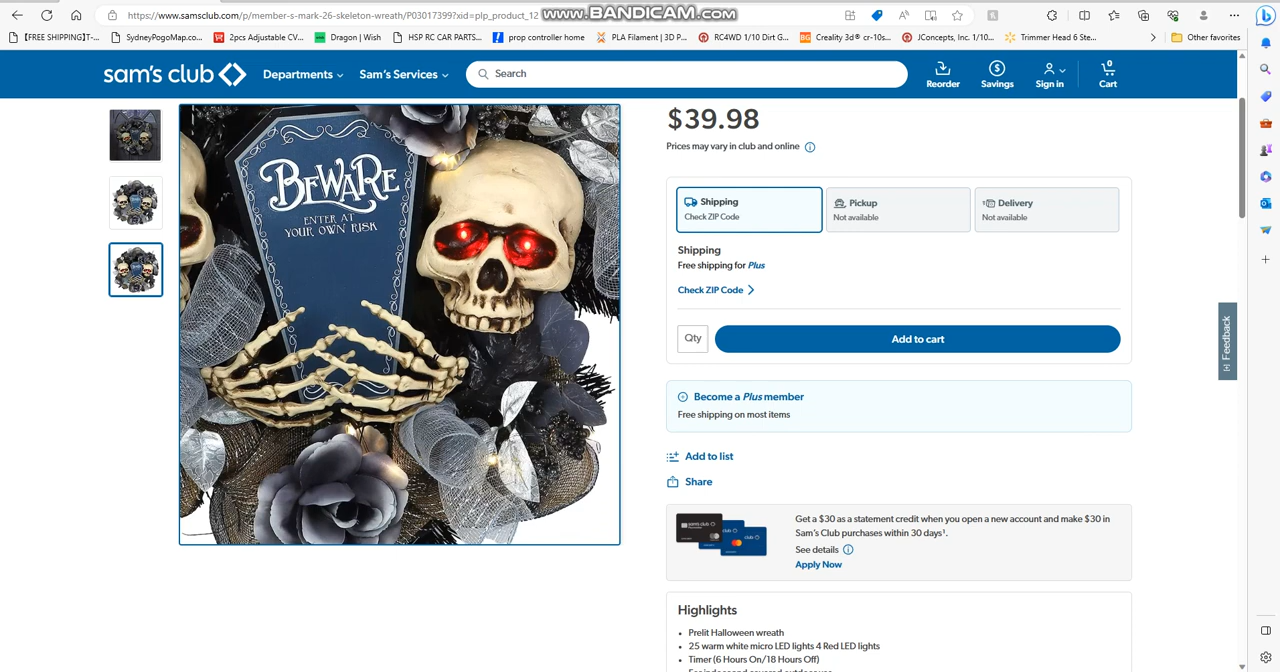 https://www.samsclub.com/p/member-s-mark-26-skeleton-wreath/P03017399?xid=plp_product_12
www.BANDICAM.com
【FREE SHIPPING】T-...
SydneyPogoMap.co...
2pcs Adjustable CV...
Dragon | Wish
HSP RC CAR PARTS...
prop controller home
PLA Filament | 3D P...
RC4WD 1/10 Dirt G...
Creality 3d® cr-10s...
JConcepts, Inc. 1/10...
Trimmer Head 6 Ste...
Other favorites
sam's club
Departments
Sam's Services
Search
Reorder
Savings
Sign in
0
Cart
BEWARE
ENTER AT
YOUR OWN RISK
$39.98
Prices may vary in club and online
Shipping
Check ZIP Code
Pickup
Not available
Delivery
Not available
Shipping
Free shipping for Plus
Check ZIP Code
Qty
Add to cart
Feedback
Become a Plus member
Free shipping on most items
Add to list
Share
Get a $30 as a statement credit when you open a new account and make $30 in
Sam's Club purchases within 30 days¹.
See details
Apply Now
Highlights
• Prelit Halloween wreath
• 25 warm white micro LED lights 4 Red LED lights
• Timer (6 Hours On/18 Hours Off)